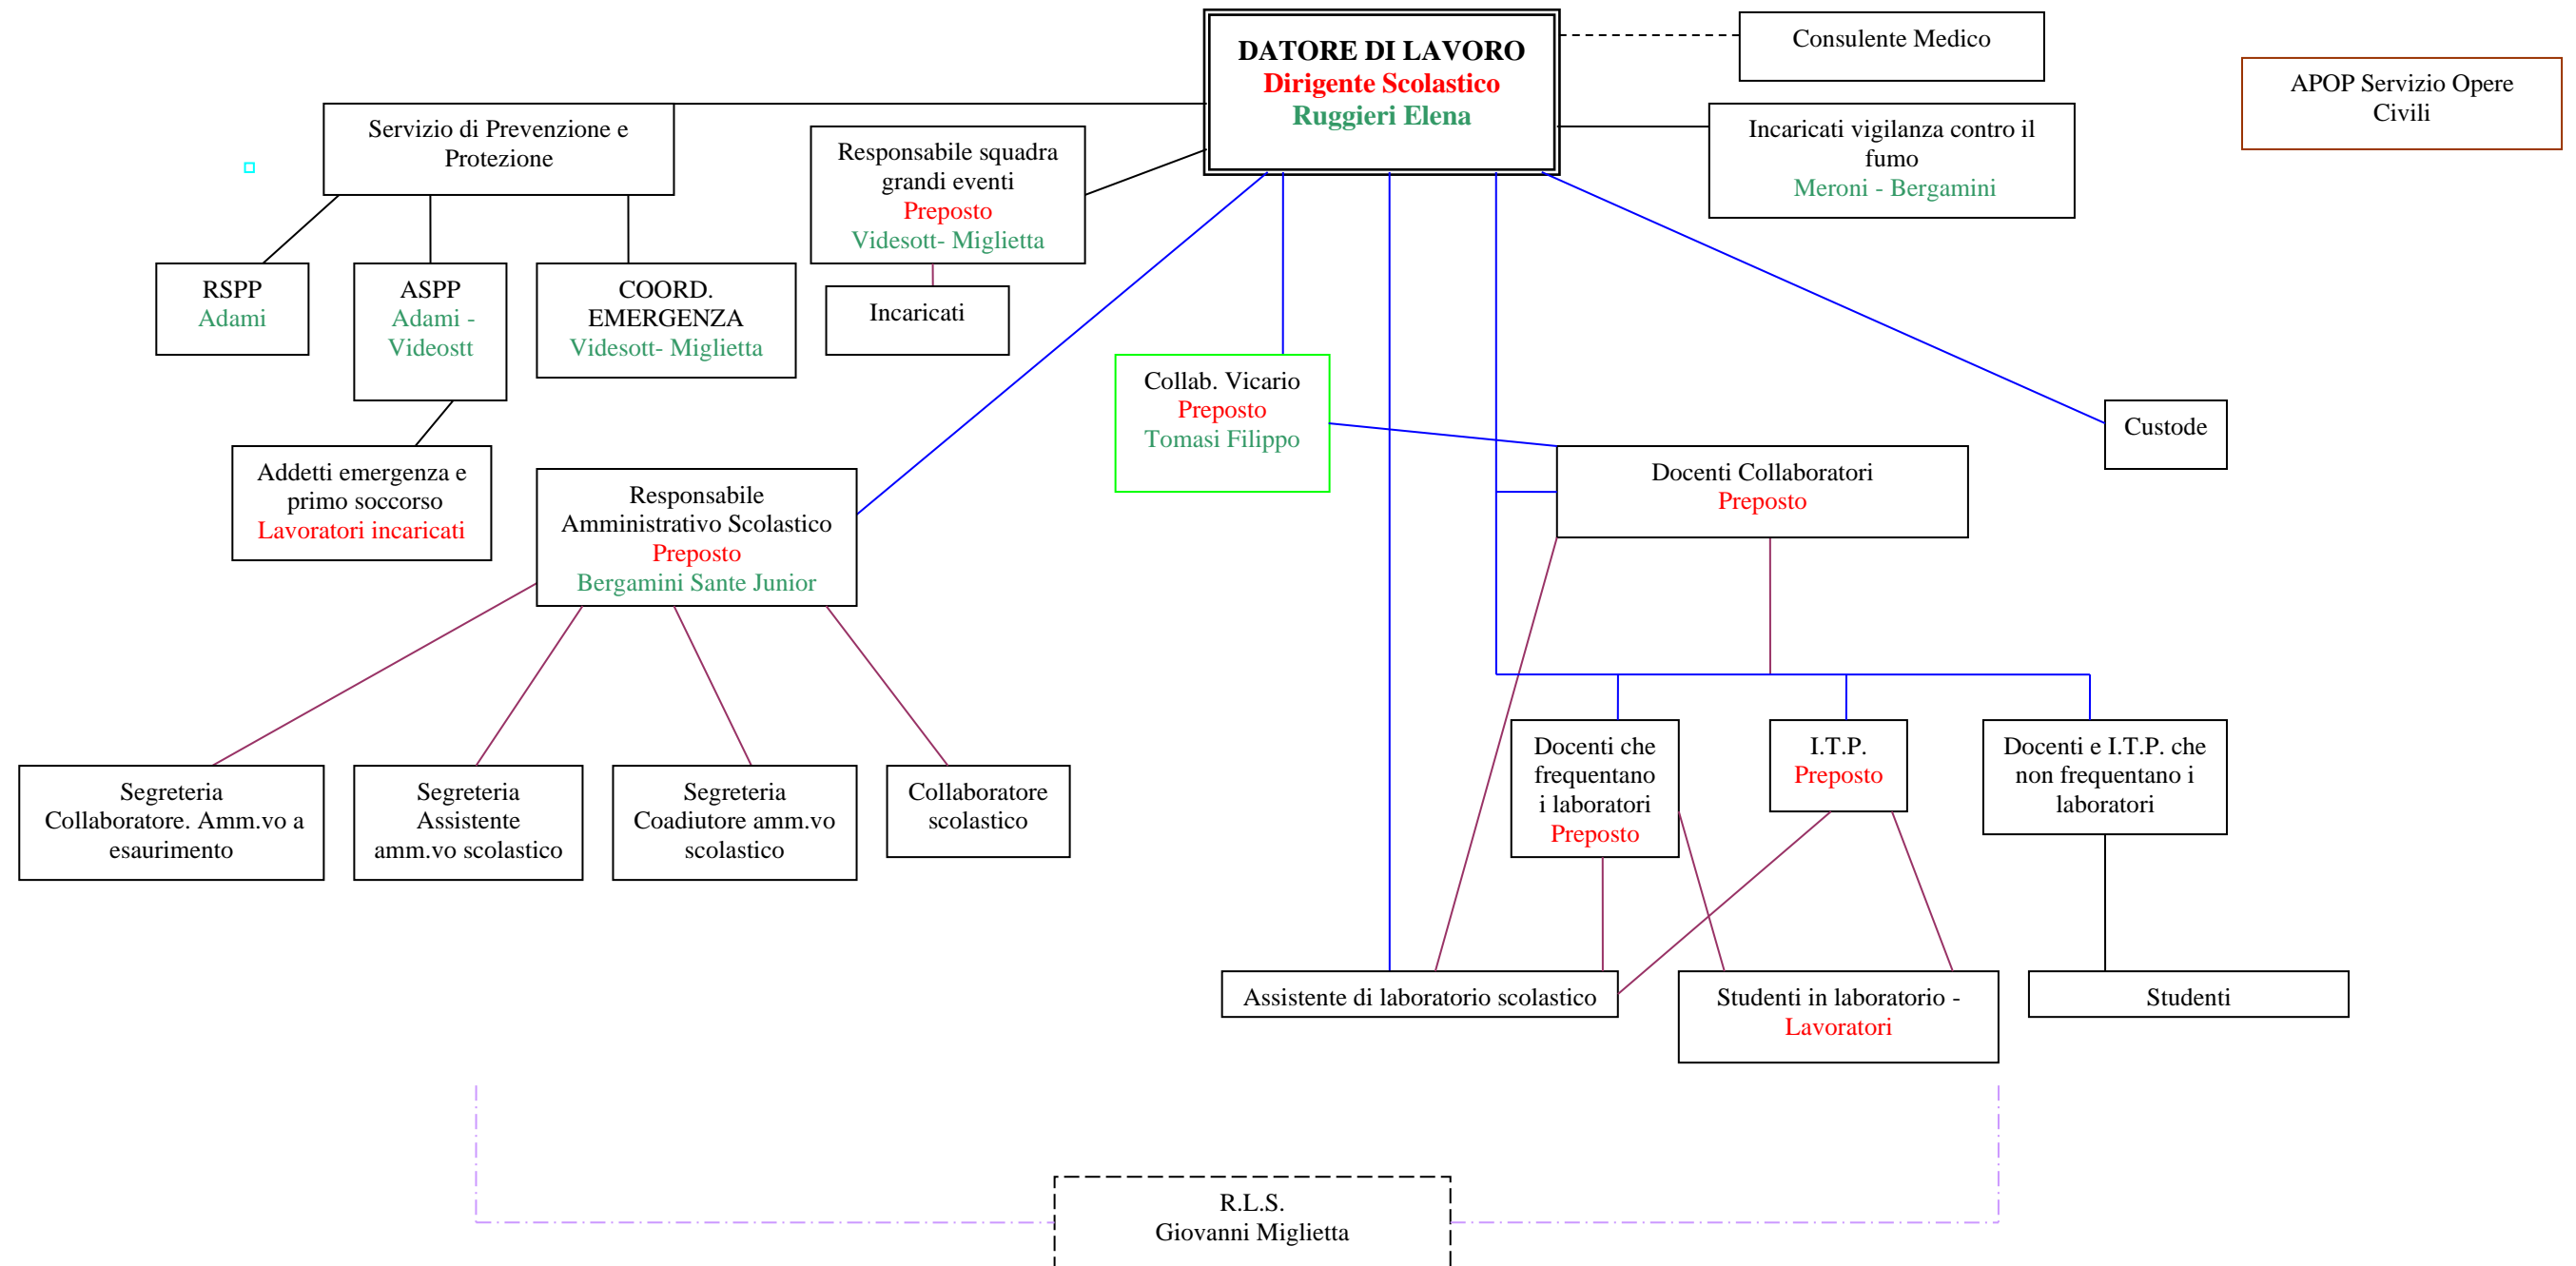 DATORE DI LAVORO
Dirigente Scolastico
Ruggieri Elena
Consulente Medico
APOP Servizio Opere
Civili
Servizio di Prevenzione e
Protezione
Responsabile squadra
grandi eventi
Preposto
Videsott- Miglietta
Incaricati vigilanza contro il
fumo
Meroni - Bergamini
RSPP
Adami
ASPP
Adami -
Videostt
COORD.
EMERGENZA
Videsott- Miglietta
Incaricati
Collab. Vicario
Preposto
Tomasi Filippo
Custode
Addetti emergenza e
primo soccorso
Lavoratori incaricati
Responsabile
Amministrativo Scolastico
Preposto
Bergamini Sante Junior
Docenti Collaboratori
Preposto
Segreteria
Collaboratore. Amm.vo a
esaurimento
Segreteria
Assistente
amm.vo scolastico
Segreteria
Coadiutore amm.vo
scolastico
Collaboratore
scolastico
Docenti che
frequentano
i laboratori
Preposto
I.T.P.
Preposto
Docenti e I.T.P. che
non frequentano i
laboratori
Assistente di laboratorio scolastico
Studenti in laboratorio -
Lavoratori
Studenti
R.L.S.
Giovanni Miglietta